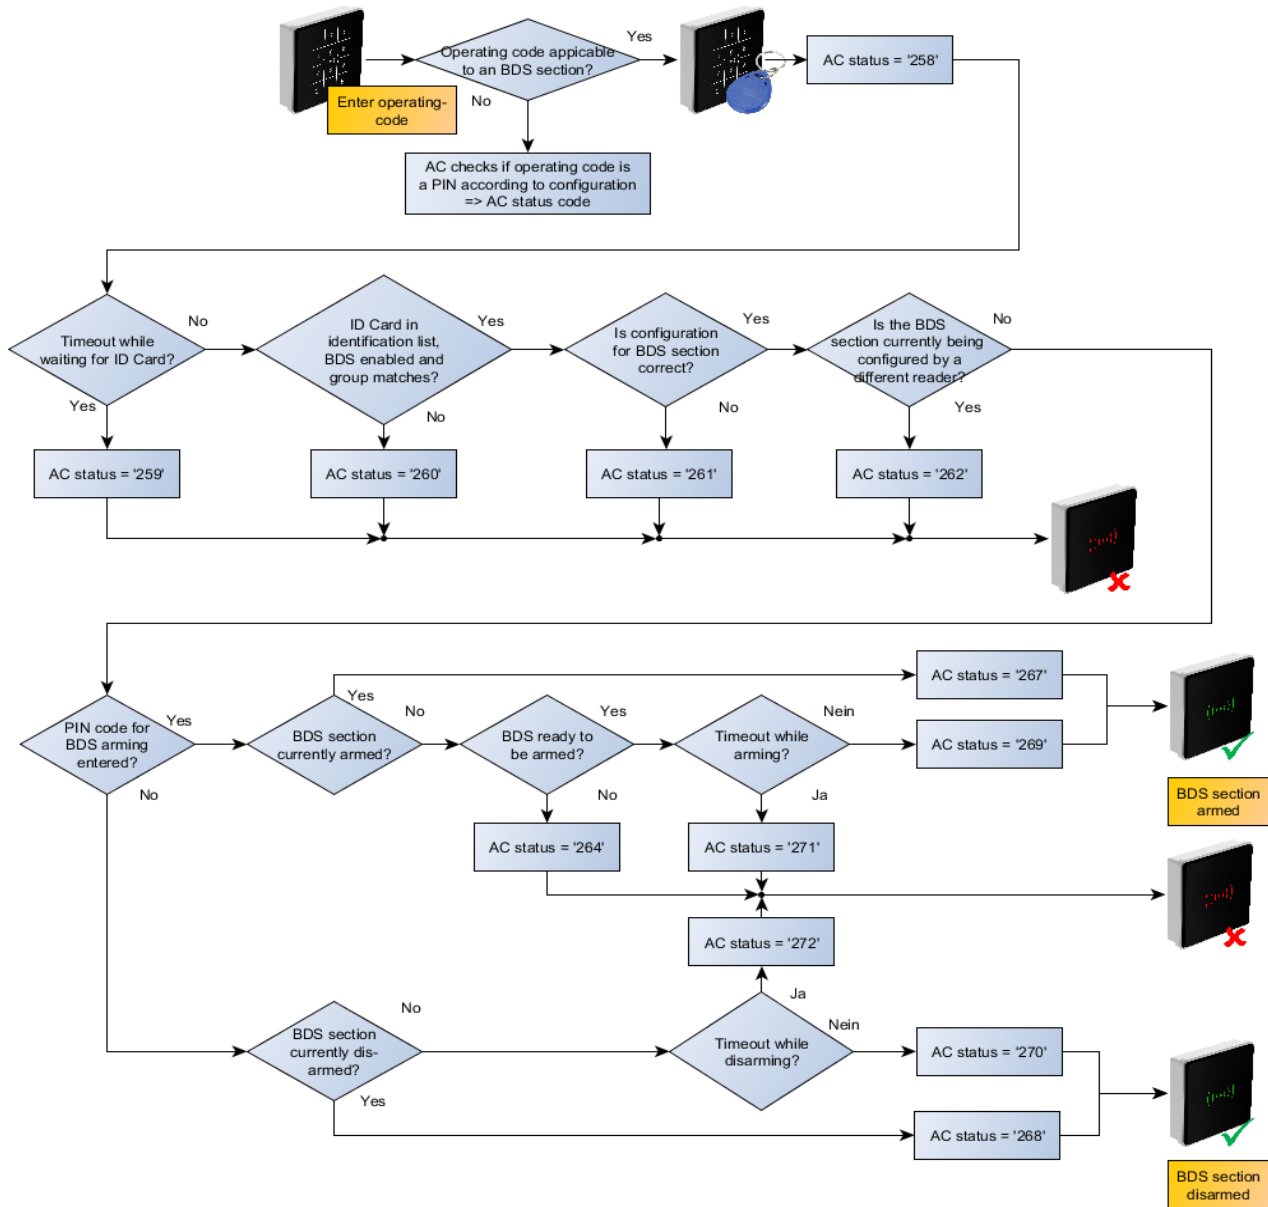 Operating code appicable
to an BDS section?
Yes
AC status = '258'
Enter operating-
code
No
AC checks if operating code is
a PIN according to configuration
=> AC status code
Timeout while
waiting for ID Card?
No
Yes
ID Card in
identification list,
BDS enabled and
group matches?
Yes
No
Is configuration
for BDS section
correct?
Yes
No
Is the BDS
section currently being
configured by a
different reader?
No
Yes
AC status = '259'
AC status = '260'
AC status = '261'
AC status = '262'
PIN code for
BDS arming
entered?
Yes
No
BDS section
currently armed?
Yes
No
BDS ready to
be armed?
Yes
No
Timeout while
arming?
Nein
Ja
AC status = '267'
AC status = '269'
BDS section
armed
AC status = '264'
AC status = '271'
AC status = '272'
BDS section
currently dis-
armed?
No
Yes
Timeout while
disarming?
Ja
Nein
AC status = '270'
AC status = '268'
BDS section
disarmed